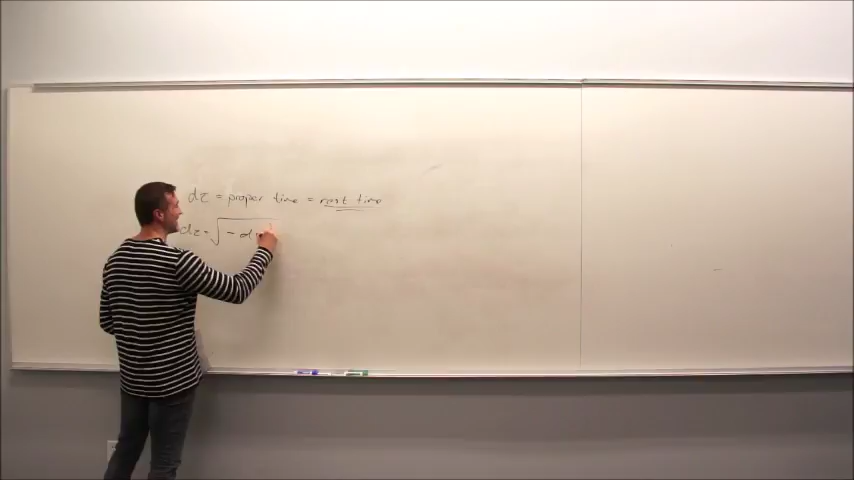 dτ = proper time = rest time
dτ = √ - d